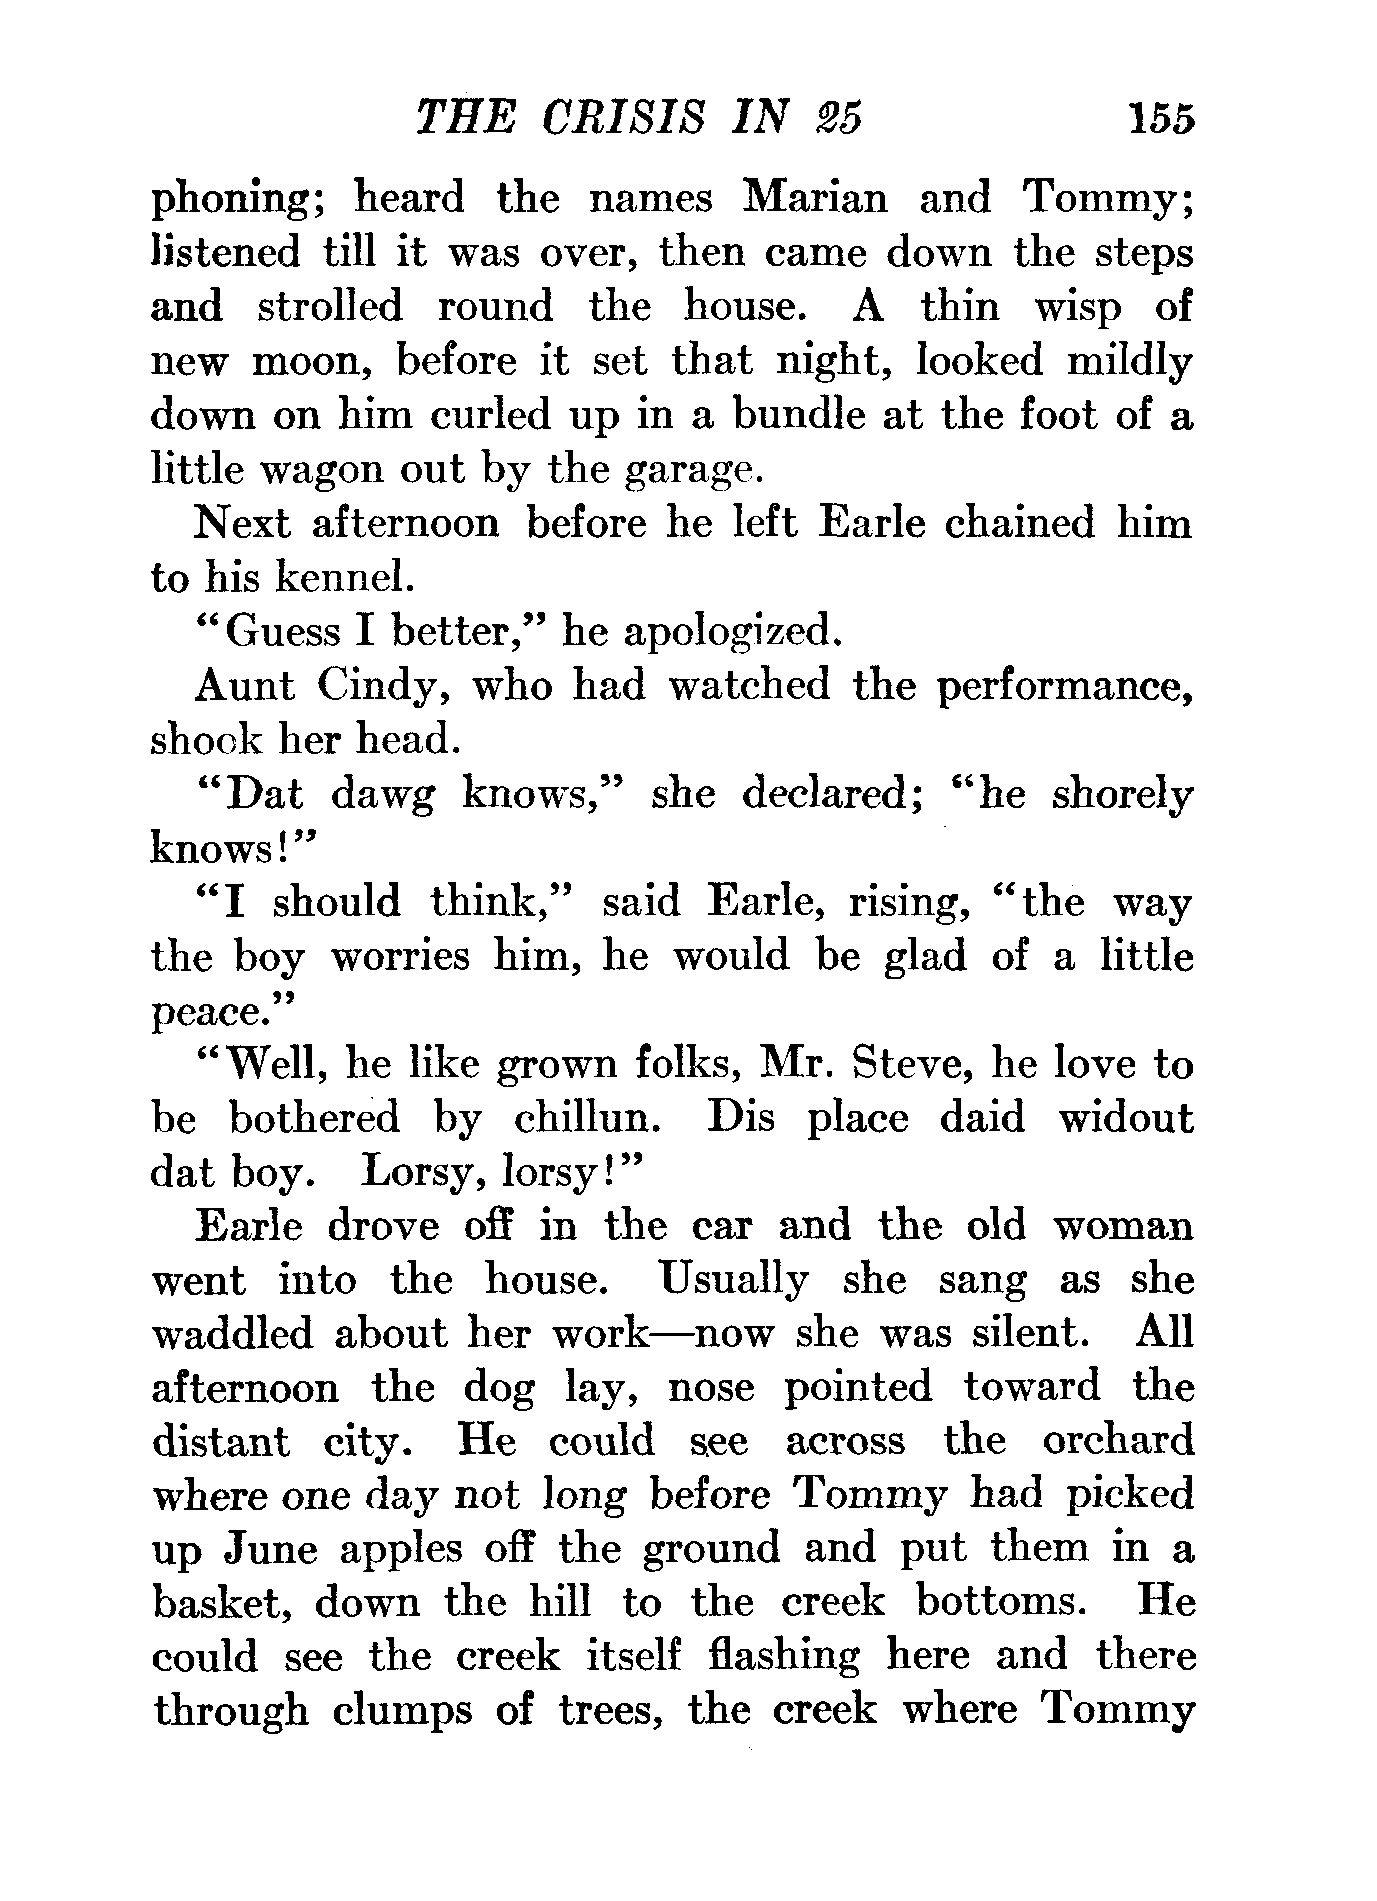 THE CRISIS IN 25 155
phoning; heard the names Marian and Tommy;
listened till it was over, then came down the steps
and strolled round the house. A thin wisp of
new moon, before it set that night, looked mildly
down on him curled up in a bundle at the foot of a
little wagon out by the garage.
Next afternoon before he left Earle chained him
to his kennel.
“Guess I better,” he apologized.
Aunt Cindy, who had watched the performance,
shook her head.
“Dat dawg knows,” she declared; “he shorely
knows!”
“I should think,” said Earle, rising, “the way
the boy worries him, he would be glad of a little
peace.”
“Well, he like grown folks, Mr. Steve, he love to
be bothered by chillun. Dis place daid widout
dat boy. Lorsy, lorsy!”
Earle drove off in the car and the old woman
went into the house. Usually she sang as she
waddled about her work—now she was silent. All
afternoon the dog lay, nose pointed toward the
distant city. He could see across the orchard
where one day not long before Tommy had picked
up June apples off the ground and put them in a
basket, down the hill to the creek bottoms. He
could see the creek itself flashing here and there
through clumps of trees, the creek where Tommy